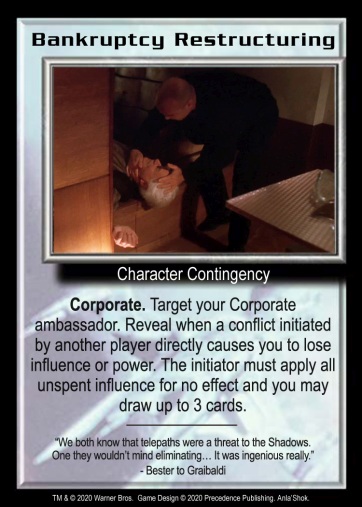 Bankruptcy Restructuring
Character Contingency
Corporate. Target your Corporate
ambassador. Reveal when a conflict initiated
by another player directly causes you to lose
influence or power. The initiator must apply all
unspent influence for no effect and you may
draw up to 3 cards.
"We both know that telepaths were a threat to the Shadows.
One they wouldn't mind eliminating… It was ingenious really."
- Bester to Graibaldi
TM & © 2020 Warner Bros. Game Design © 2020 Precedence Publishing. Anla'Shok.